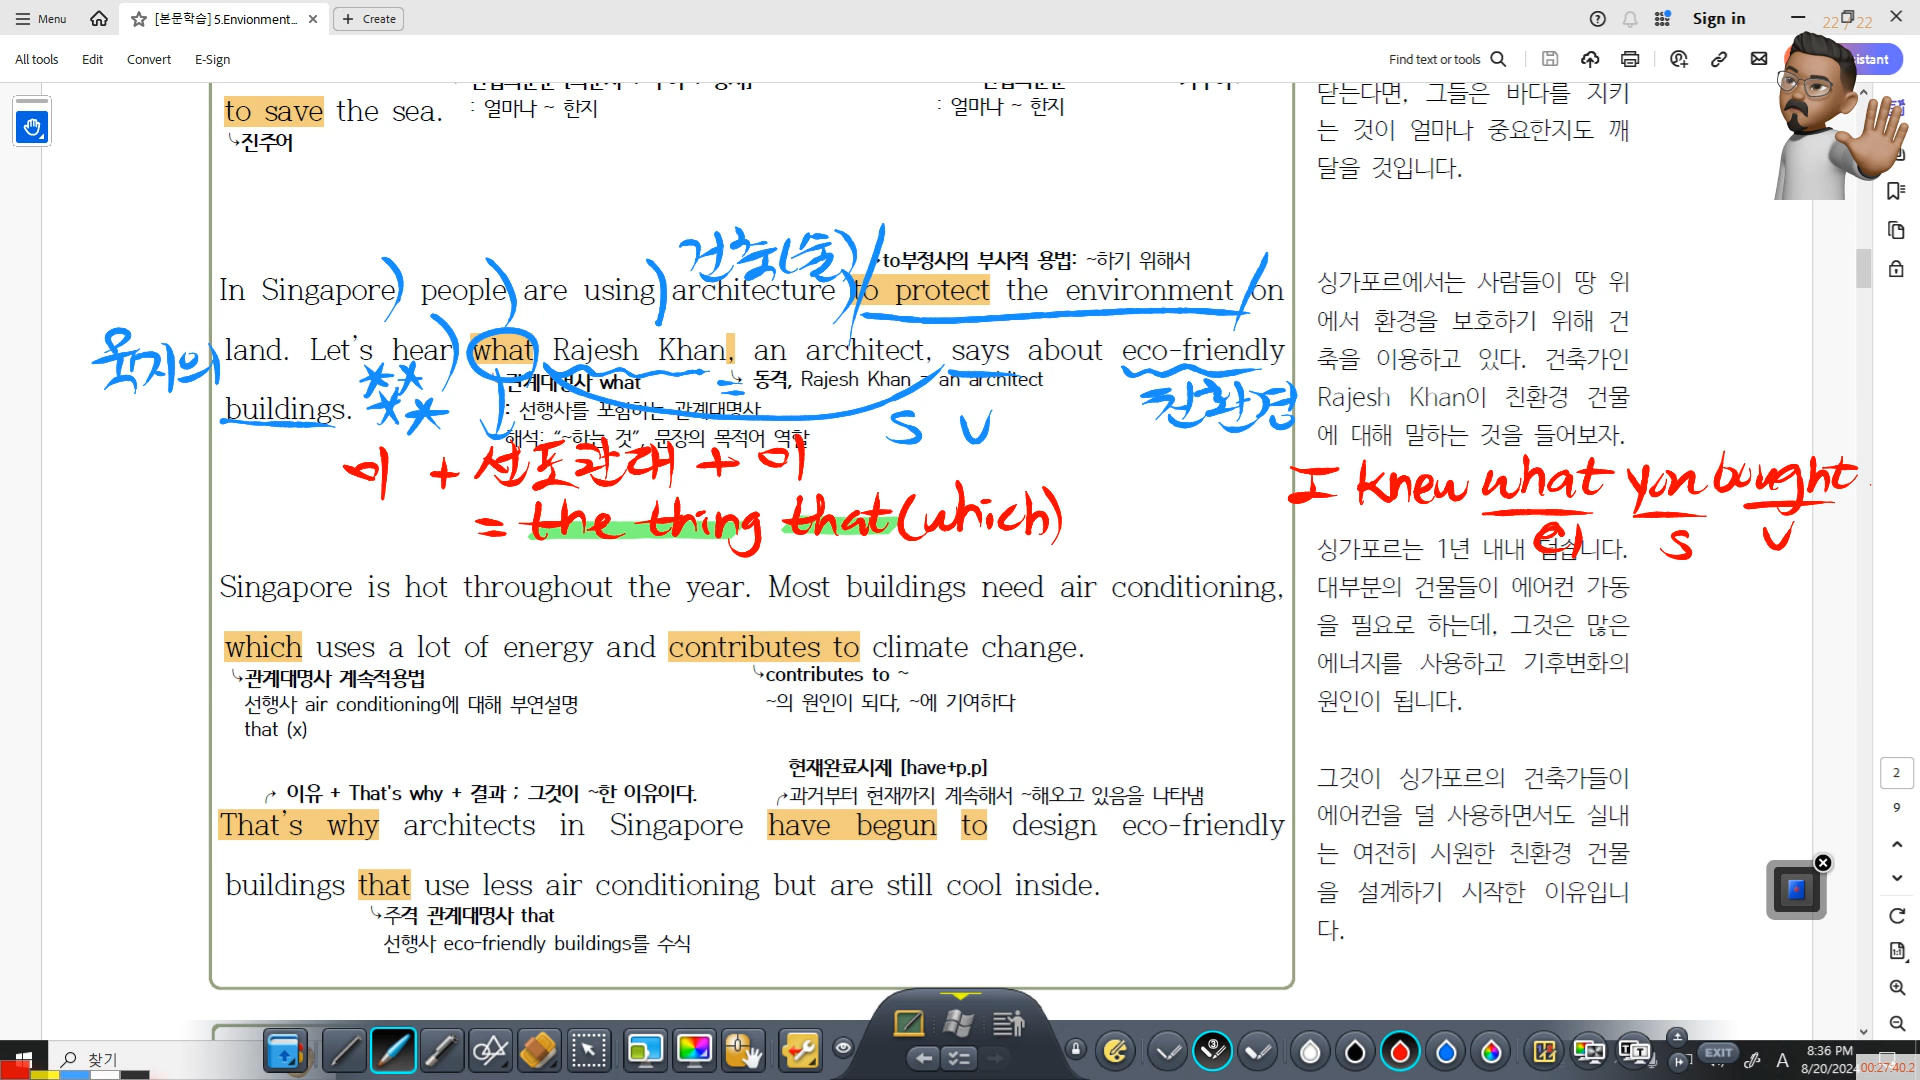 Menu
[본문학습] 5.Envionment...
Create
Sign in
22 / 22
All tools
Edit
Convert
E-Sign
Find text or tools
istant
to save the sea.
: 얼마나 ~ 한지
: 얼마나 ~ 한지
진주어
닫는다면, 그들은 바다를 지키
는 것이 얼마나 중요한지도 깨
달을 것입니다.
건축(술)
to부정사의 부사적 용법: ~하기 위해서
In Singapore, people are using architecture to protect the environment on
육지의
land. Let's hear what Rajesh Khan, an architect, says about eco-friendly
관계대명사 what
동격, Rajesh Khan = an architect
buildings.
: 선행사를 포함하는 관계대명사
친환경
S V
해석: "~하는 것", 문장의 목적어 역할
싱가포르에서는 사람들이 땅 위
에서 환경을 보호하기 위해 건
축을 이용하고 있다. 건축가인
Rajesh Khan이 친환경 건물
에 대해 말하는 것을 들어보자.
+ 선포관대 +
= the thing that (which)
I knew what you bought
S V
싱가포르는 1년 내내 덥습니다.
대부분의 건물들이 에어컨 가동
을 필요로 하는데, 그것은 많은
에너지를 사용하고 기후변화의
원인이 됩니다.
Singapore is hot throughout the year. Most buildings need air conditioning,
which uses a lot of energy and contributes to climate change.
관계대명사 계속적용법
선행사 air conditioning에 대해 부연설명
that (x)
contributes to ~
~의 원인이 되다, ~에 기여하다
현재완료시제 [have+p.p]
이유 + That's why + 결과 ; 그것이 ~한 이유이다.
과거부터 현재까지 계속해서 ~해오고 있음을 나타냄
That's why architects in Singapore have begun to design eco-friendly
buildings that use less air conditioning but are still cool inside.
주격 관계대명사 that
선행사 eco-friendly buildings를 수식
그것이 싱가포르의 건축가들이
에어컨을 덜 사용하면서도 실내
는 여전히 시원한 친환경 건물
을 설계하기 시작한 이유입니
다.
2
9
찾기
EXIT
A
8:36 PM
8/20/2024
00:27:40.2